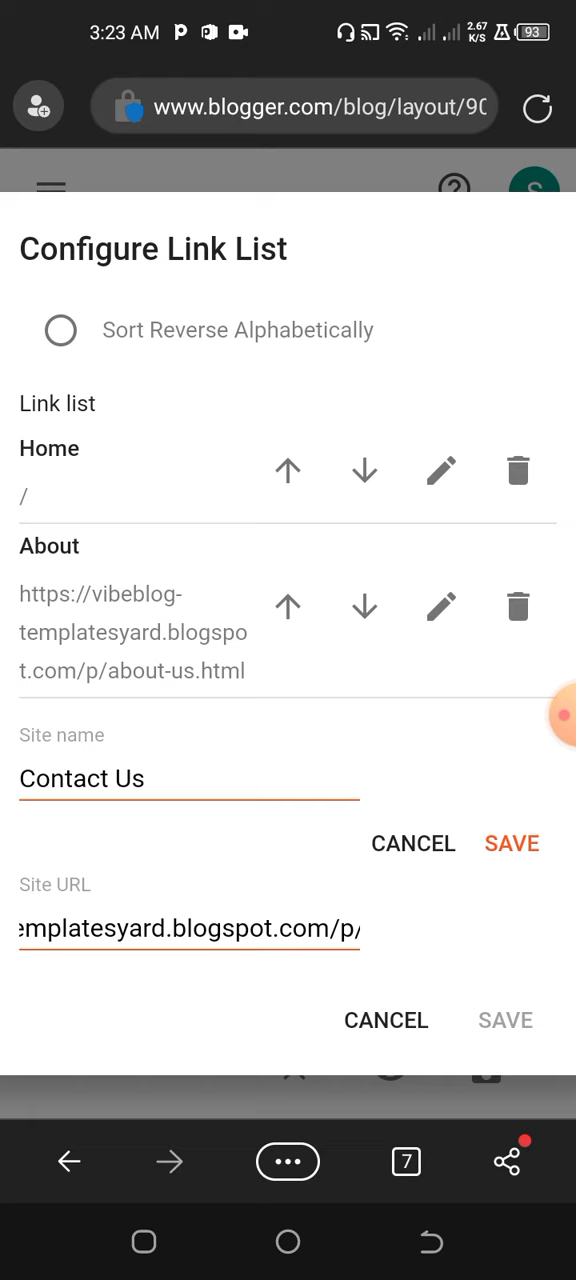 3:23 AM
2.67
K/S
93
www.blogger.com/blog/layout/90
S
Configure Link List
Sort Reverse Alphabetically
Link list
Home
/
About
https://vibeblog-
templatesyard.blogspo
t.com/p/about-us.html
Site name
Contact Us
CANCEL SAVE
Site URL
emplatesyard.blogspot.com/p/
CANCEL SAVE
7